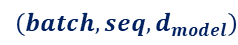 (batch, seq, d_model)